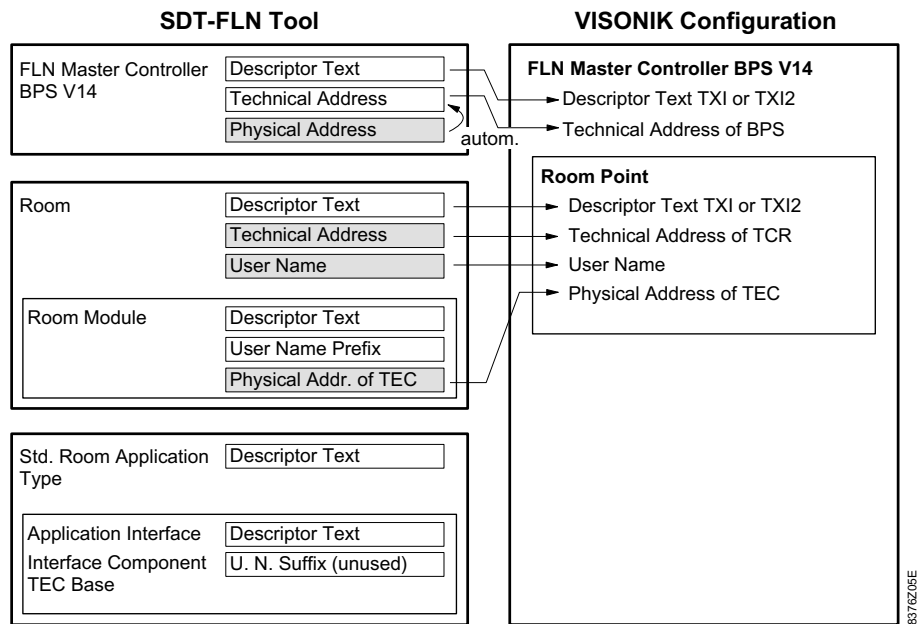 SDT-FLN Tool
VISONIK Configuration
FLN Master Controller
BPS V14
Descriptor Text
Technical Address
Physical Address
autom.
FLN Master Controller BPS V14
Descriptor Text TXI or TXI2
Technical Address of BPS
Room
Descriptor Text
Technical Address
User Name
Room Point
Descriptor Text TXI or TXI2
Technical Address of TCR
User Name
Physical Address of TEC
Room Module
Descriptor Text
User Name Prefix
Physical Addr. of TEC
Std. Room Application
Type
Descriptor Text
Application Interface
Descriptor Text
Interface Component
TEC Base
U. N. Suffix (unused)
8376Z05E